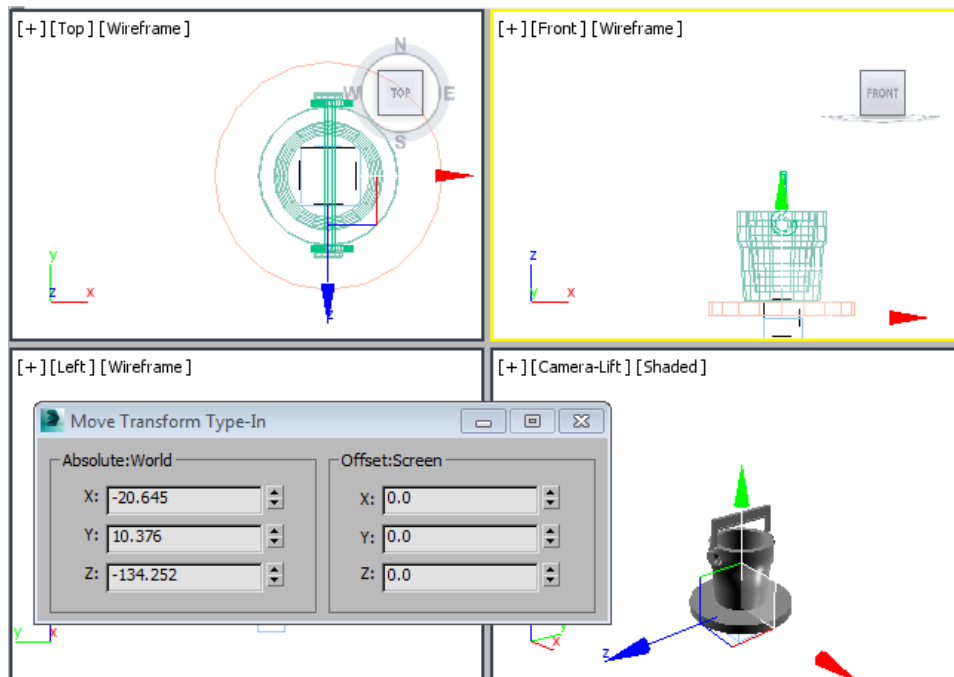 [+] [Top] [Wireframe]
N
W
TOP
E
S
y
z
x
z
[+] [Front] [Wireframe]
FRONT
z
y
x
[+] [Left] [Wireframe]
y
x
[+] [Camera-Lift] [Shaded]
z
y
x
Move Transform Type-In
Absolute:World
X: -20.645
Y: 10.376
Z: -134.252
Offset:Screen
X: 0.0
Y: 0.0
Z: 0.0